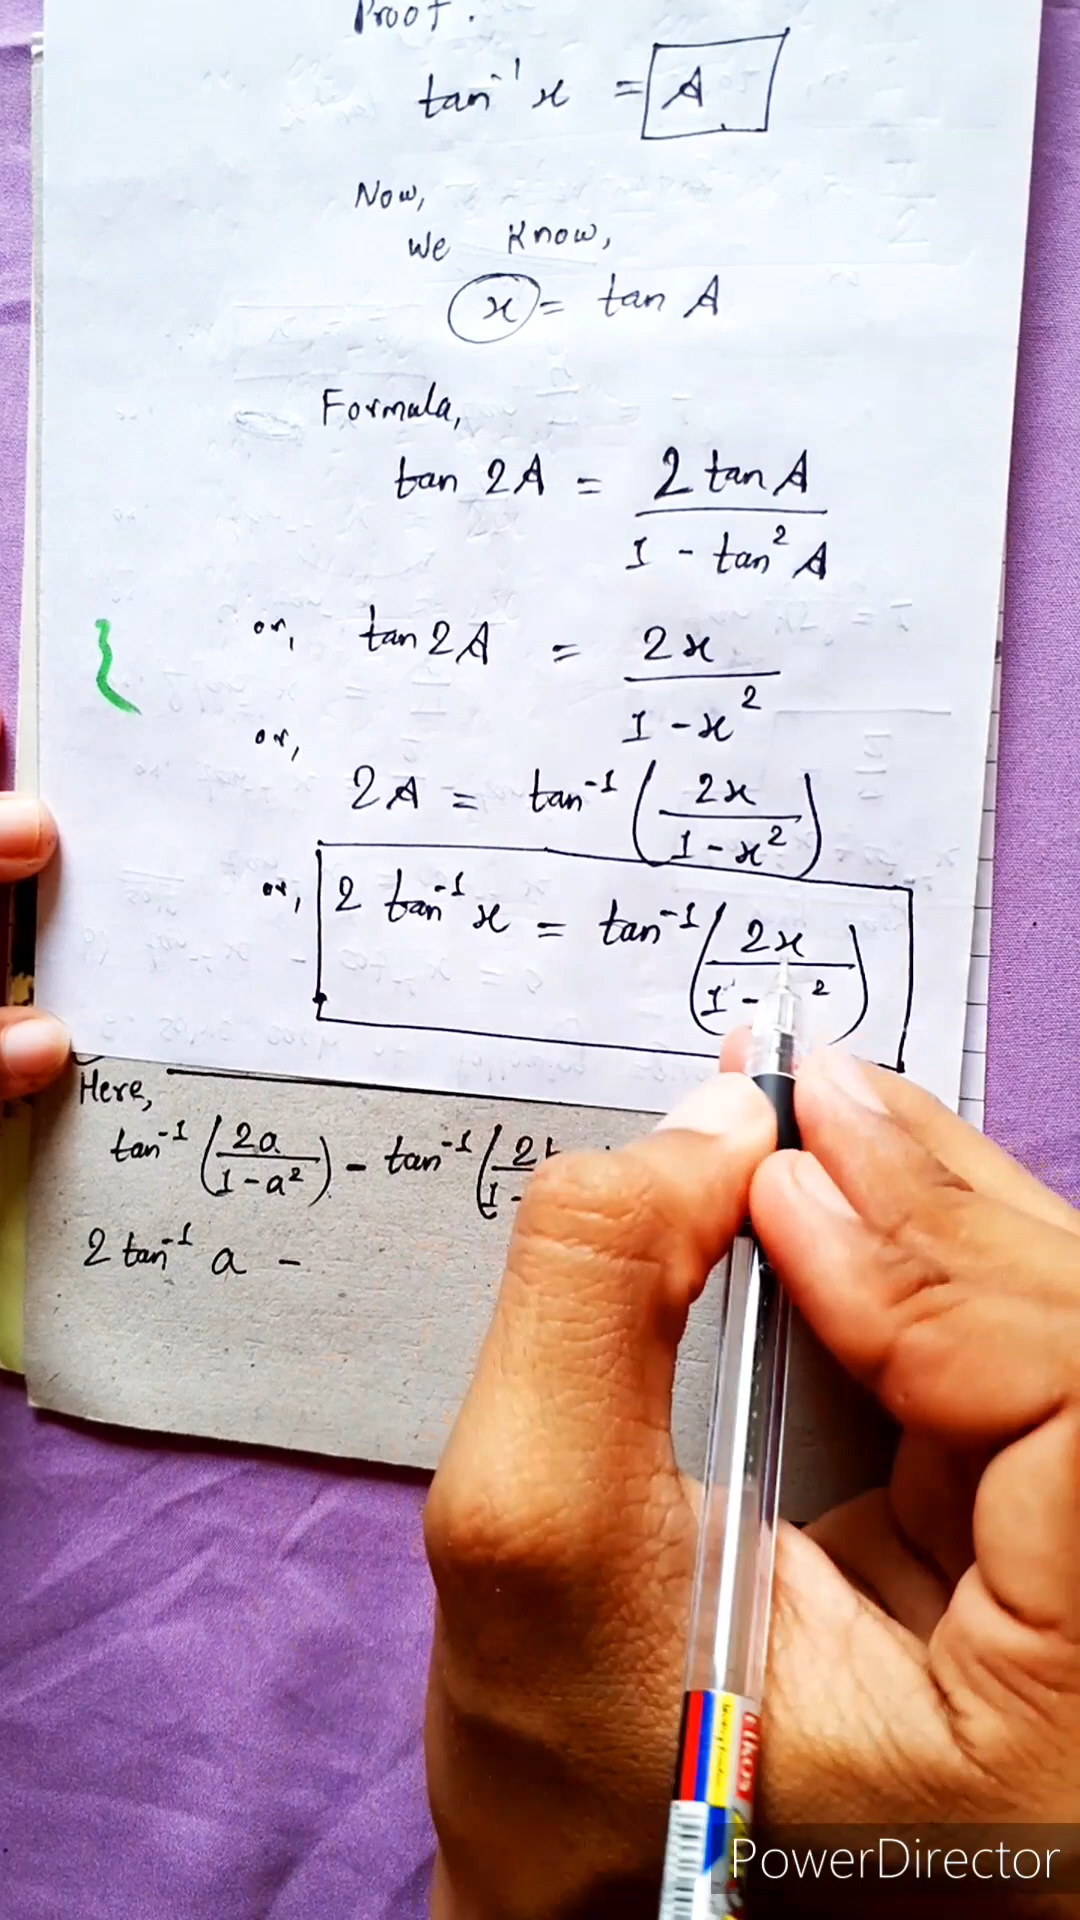 Proof.
tan⁻¹ x = A
Now,
We Know,
x = tan A
Formula,
tan 2A = 2 tan A / 1 - tan² A
or, tan 2A = 2x / 1 - x²
or,
2A = tan⁻¹ (2x / 1 - x²)
or, 2 tan⁻¹ x = tan⁻¹ (2x / 1 - ²)
Here,
tan⁻¹ (2a / 1 - a²) - tan⁻¹ (2 / 1 -
2 tan⁻¹ a -
PowerDirector